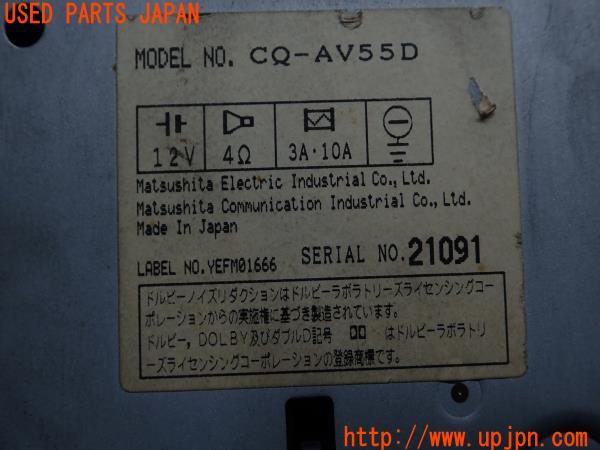 USED PARTS JAPAN
MODEL NO. CQ-AV55D
12V 4Ω 3A·10A
Matsushita Electric Industrial Co., Ltd.
Matsushita Communication Industrial Co., Ltd.
Made In Japan
LABEL NO. YEFM01666 SERIAL NO. 21091
ドルビーノイズリダクションはドルビーラボラトリーズライセンシングコー
ポレーションからの実施権に基づき製造されています。
ドルビー, DOLBY及びダブルD記号 はドルビーラボラトリ
ーズライセンシングコーポレーションの登録商標です。
http://www.upjpn.com/